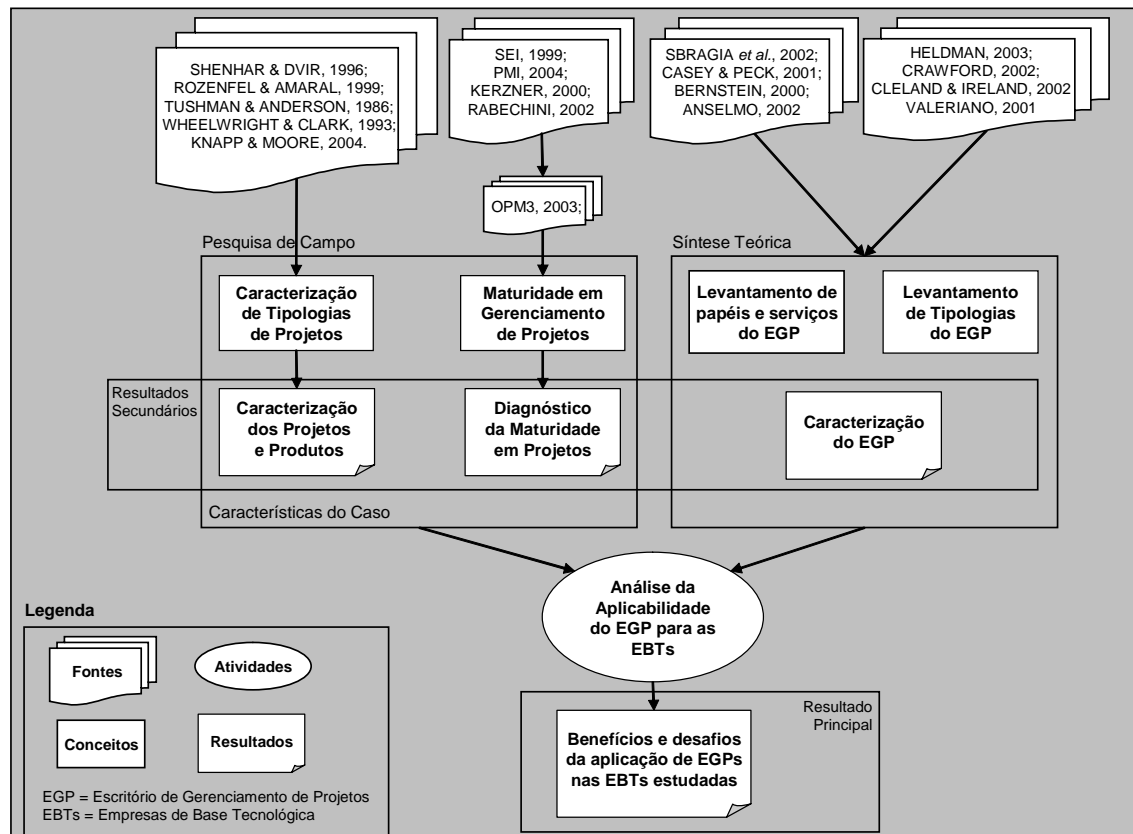 SHENHAR & DVIR, 1996;
ROZENFEL & AMARAL, 1999;
TUSHMAN & ANDERSON, 1986;
WHEELWRIGHT & CLARK, 1993;
KNAPP & MOORE, 2004.
SEI, 1999;
PMI, 2004;
KERZNER, 2000;
RABECHINI, 2002
SBRAGIA et al., 2002;
CASEY & PECK, 2001;
BERNSTEIN, 2000;
ANSELMO, 2002
HELDMAN, 2003;
CRAWFORD, 2002;
CLELAND & IRELAND, 2002
VALERIANO, 2001
OPM3, 2003;
Pesquisa de Campo
Síntese Teórica
Caracterização
de Tipologias
de Projetos
Maturidade em
Gerenciamento
de Projetos
Levantamento de
papéis e serviços
do EGP
Levantamento
de Tipologias
do EGP
Resultados
Secundários
Caracterização
dos Projetos
e Produtos
Diagnóstico
da Maturidade
em Projetos
Caracterização
do EGP
Características do Caso
Análise da
Aplicabilidade
do EGP para as
EBTs
Resultado
Principal
Benefícios e desafios
da aplicação de EGPs
nas EBTs estudadas
Legenda
Fontes
Atividades
Conceitos
Resultados
EGP = Escritório de Gerenciamento de Projetos
EBTs = Empresas de Base Tecnológica